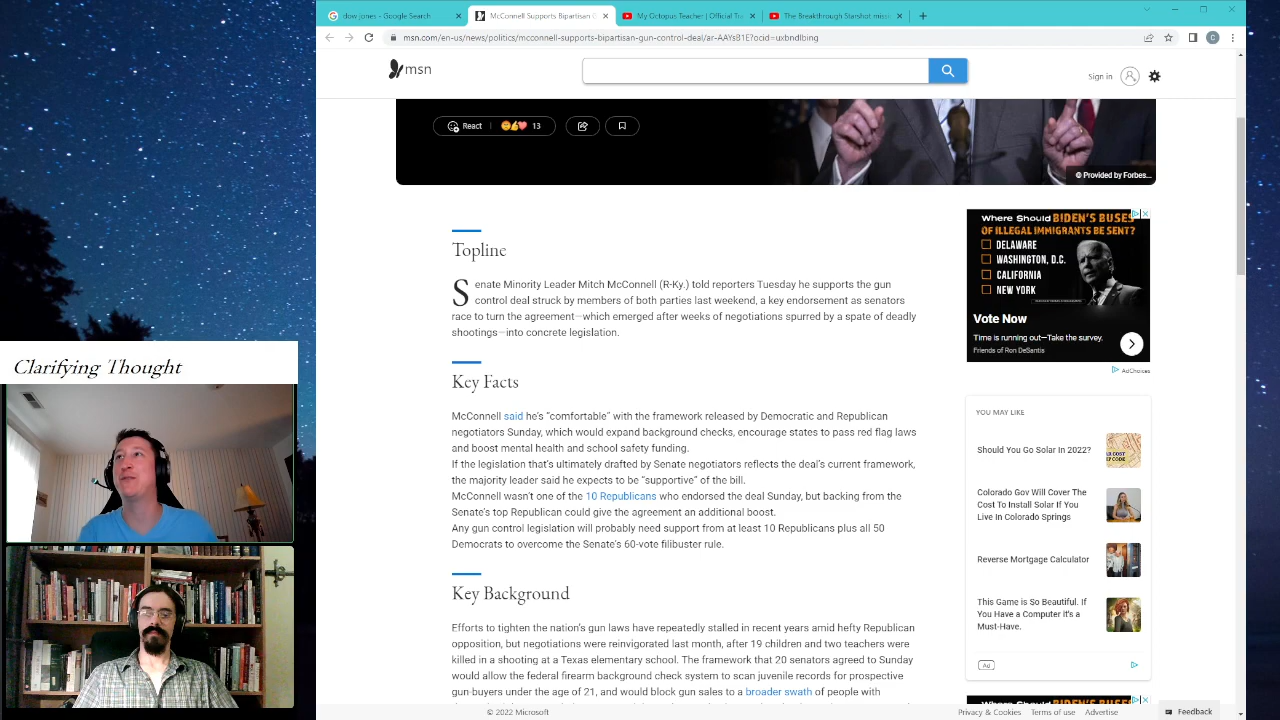 dow jones - Google Search
McConnell Supports Bipartisan G
My Octopus Teacher | Official Tra
The Breakthrough Starshot missi
msn.com/en-us/news/politics/mcconnell-supports-bipartisan-gun-control-deal/ar-AAYsB1E?ocid=uxbndlbing
msn
Sign in
React
13
© Provided by Forbes...
Topline
Senate Minority Leader Mitch McConnell (R-Ky.) told reporters Tuesday he supports the gun
control deal struck by members of both parties last weekend, a key endorsement as senators
race to turn the agreement—which emerged after weeks of negotiations spurred by a spate of deadly
shootings—into concrete legislation.
Key Facts
McConnell said he's “comfortable” with the framework released by Democratic and Republican
negotiators Sunday, which would expand background checks, encourage states to pass red flag laws
and boost mental health and school safety funding.
If the legislation that's ultimately drafted by Senate negotiators reflects the deal's current framework,
the majority leader said he expects to be “supportive” of the bill.
McConnell wasn't one of the 10 Republicans who endorsed the deal Sunday, but backing from the
Senate's top Republican could give the agreement an additional boost.
Any gun control legislation will probably need support from at least 10 Republicans plus all 50
Democrats to overcome the Senate's 60-vote filibuster rule.
Key Background
Efforts to tighten the nation's gun laws have repeatedly stalled in recent years amid hefty Republican
opposition, but negotiations were reinvigorated last month, after 19 children and two teachers were
killed in a shooting at a Texas elementary school. The framework that 20 senators agreed to Sunday
would allow the federal firearm background check system to scan juvenile records for prospective
gun-buyers under the age of 21, and would block gun sales to a broader swath of people with
Where Should BIDEN'S BUSES
OF ILLEGAL IMMIGRANTS BE SENT?
DELAWARE
WASHINGTON, D.C.
CALIFORNIA
NEW YORK
Vote Now
Time is running out—Take the survey.
Friends of Ron DeSantis
AdChoices
YOU MAY LIKE
Should You Go Solar In 2022?
Colorado Gov Will Cover The
Cost To Install Solar If You
Live In Colorado Springs
Reverse Mortgage Calculator
This Game is So Beautiful. If
You Have a Computer It's a
Must-Have.
Ad
Where Should BIDEN'S BUSES
© 2022 Microsoft
Privacy & Cookies
Terms of use
Advertise
Feedback
Clarifying Thought